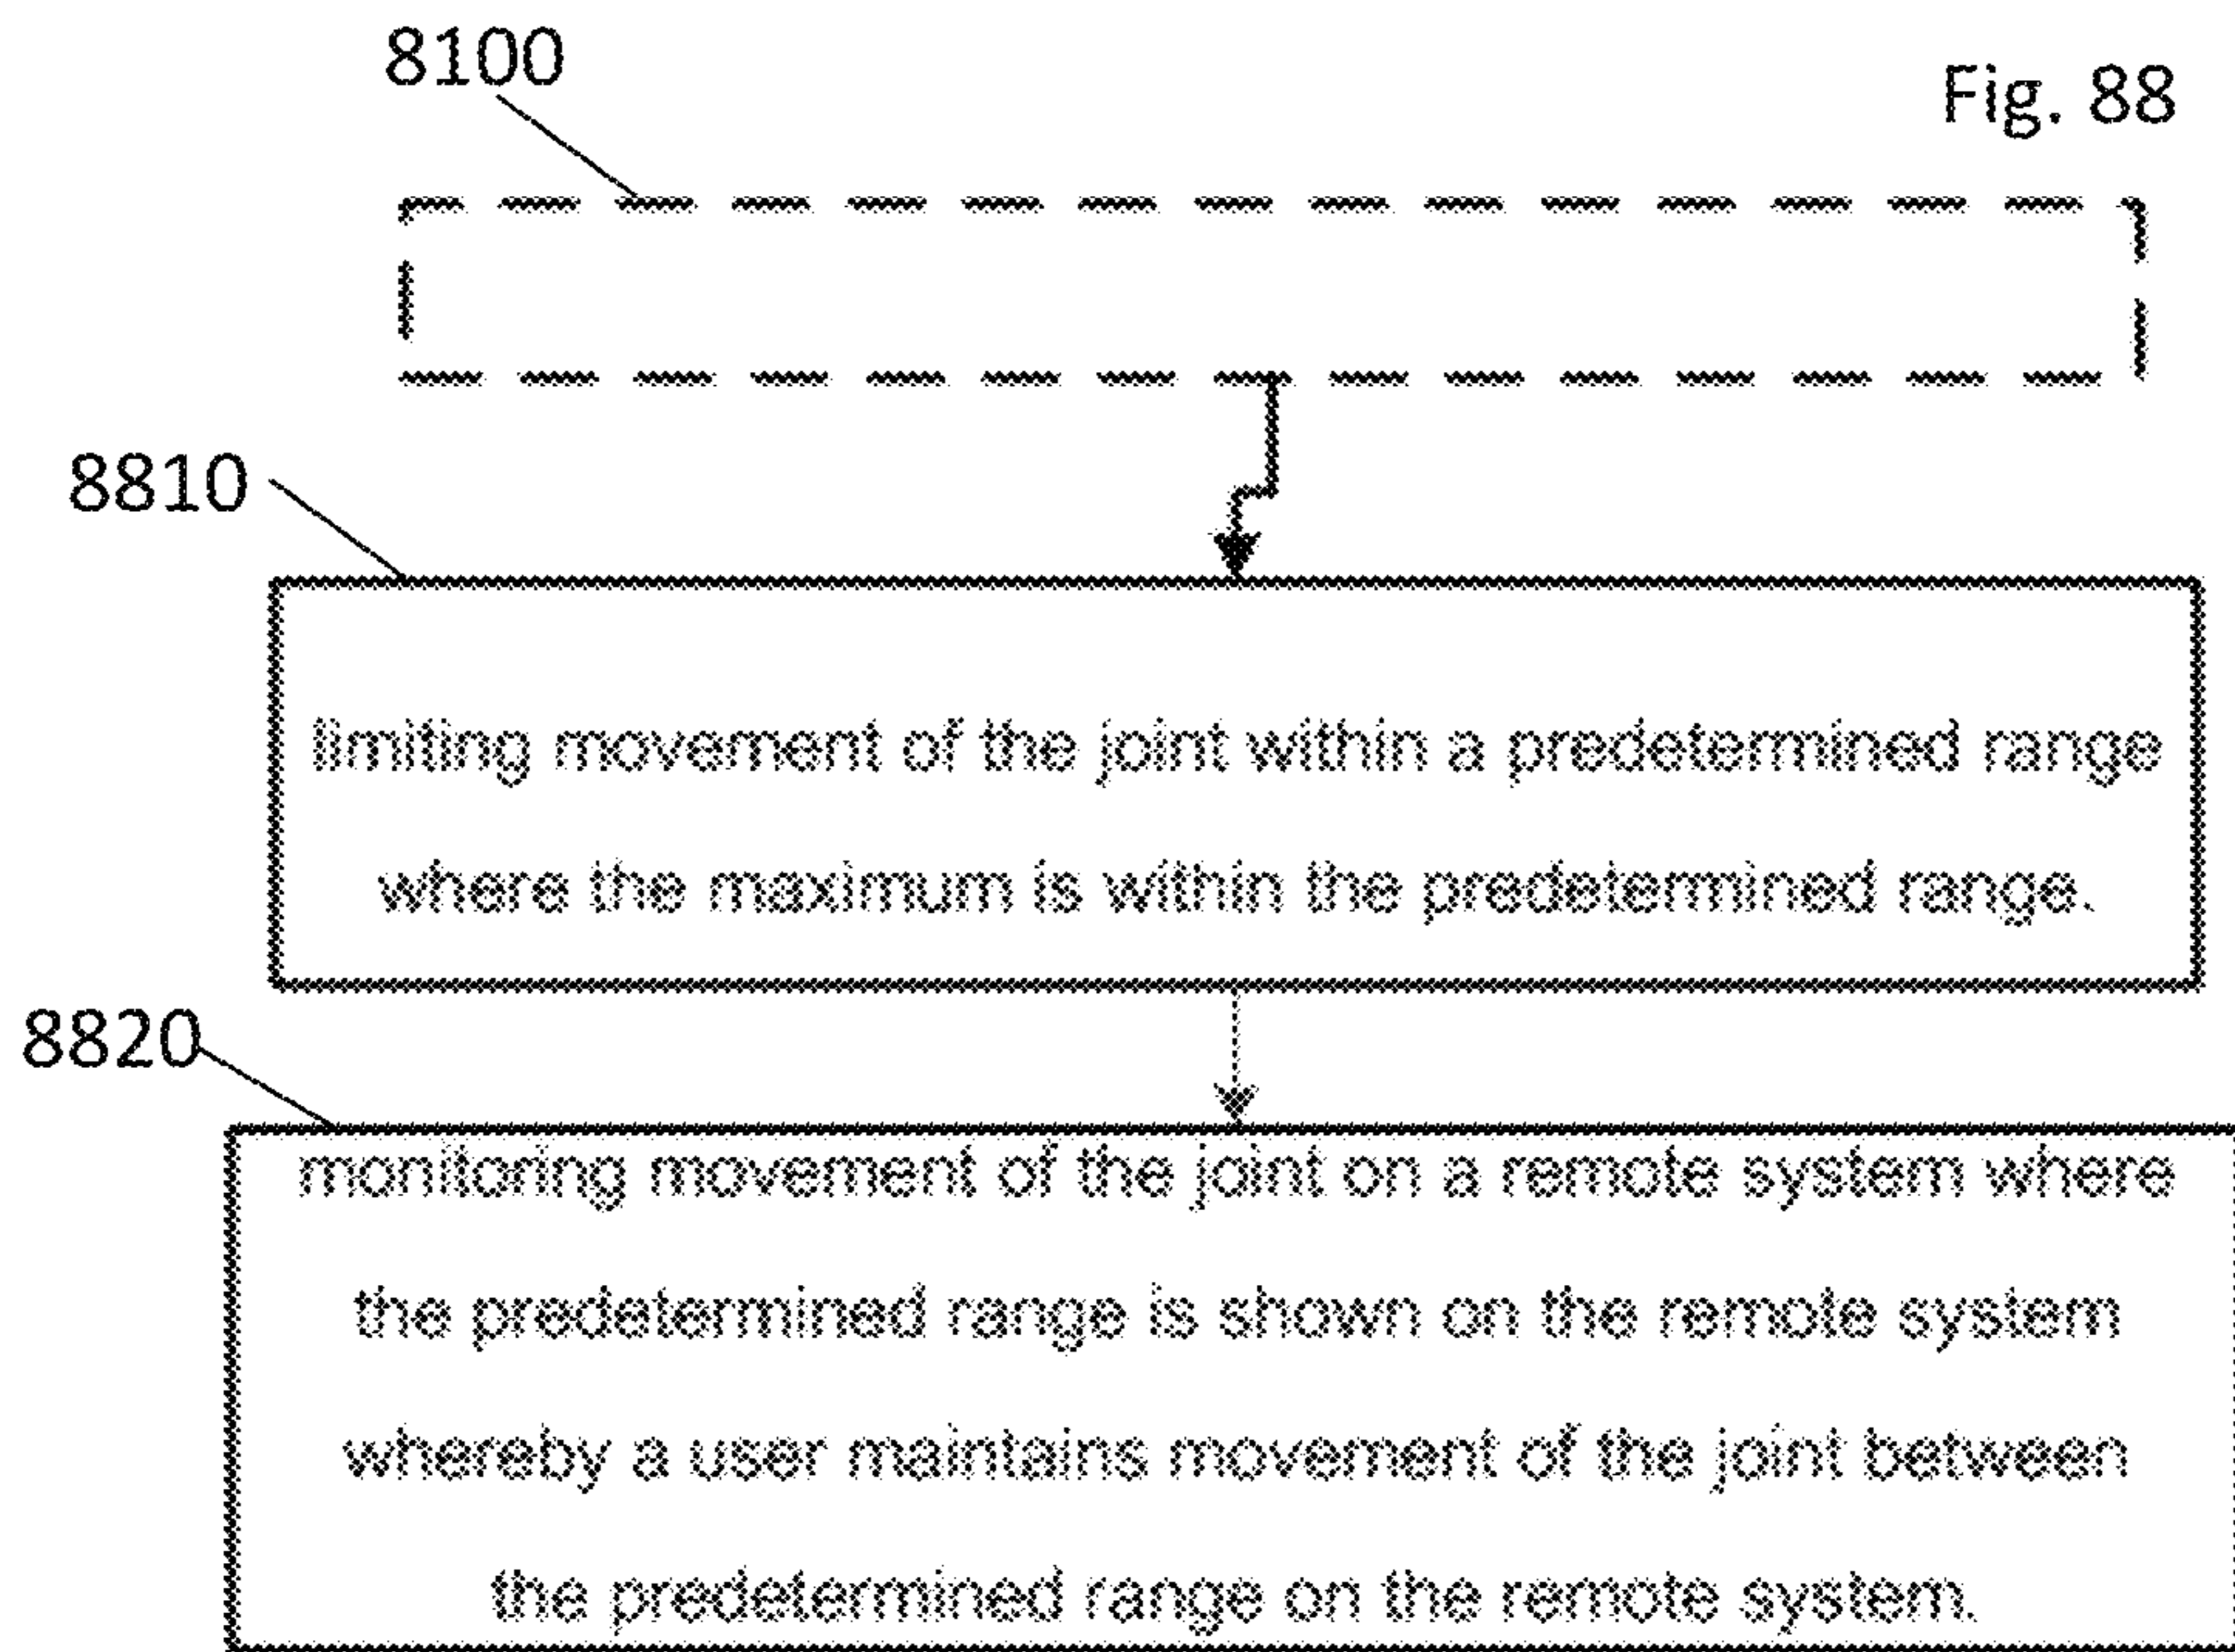 8100
Fig. 88
8810
limiting movement of the joint within a predetermined range
where the maximum is within the predetermined range.
8820
monitoring movement of the joint on a remote system where
the predetermined range is shown on the remote system
whereby a user maintains movement of the joint between
the predetermined range on the remote system.